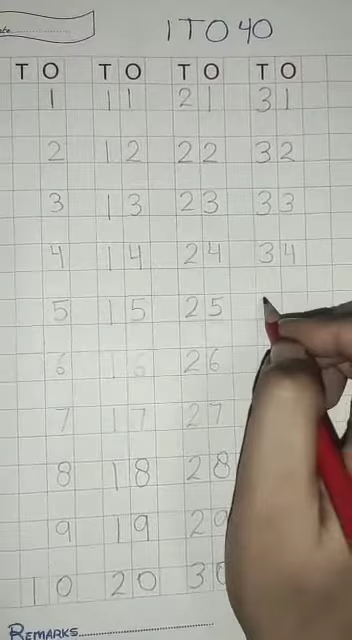 1 TO 40
T O T O T O T O
1 11 21 31
2 12 22 32
3 13 23 33
4 14 24 34
5 15 25
6 16 26
7 17 27
8 18 28
9 19 29
10 20 30
REMARKS